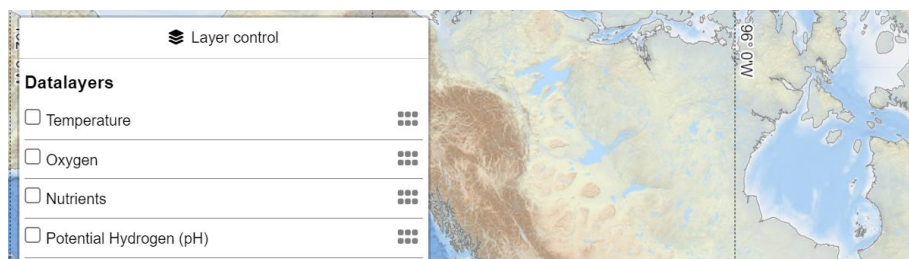 Layer control
Datalayers
Temperature
Oxygen
Nutrients
Potential Hydrogen (pH)
96° 0'W